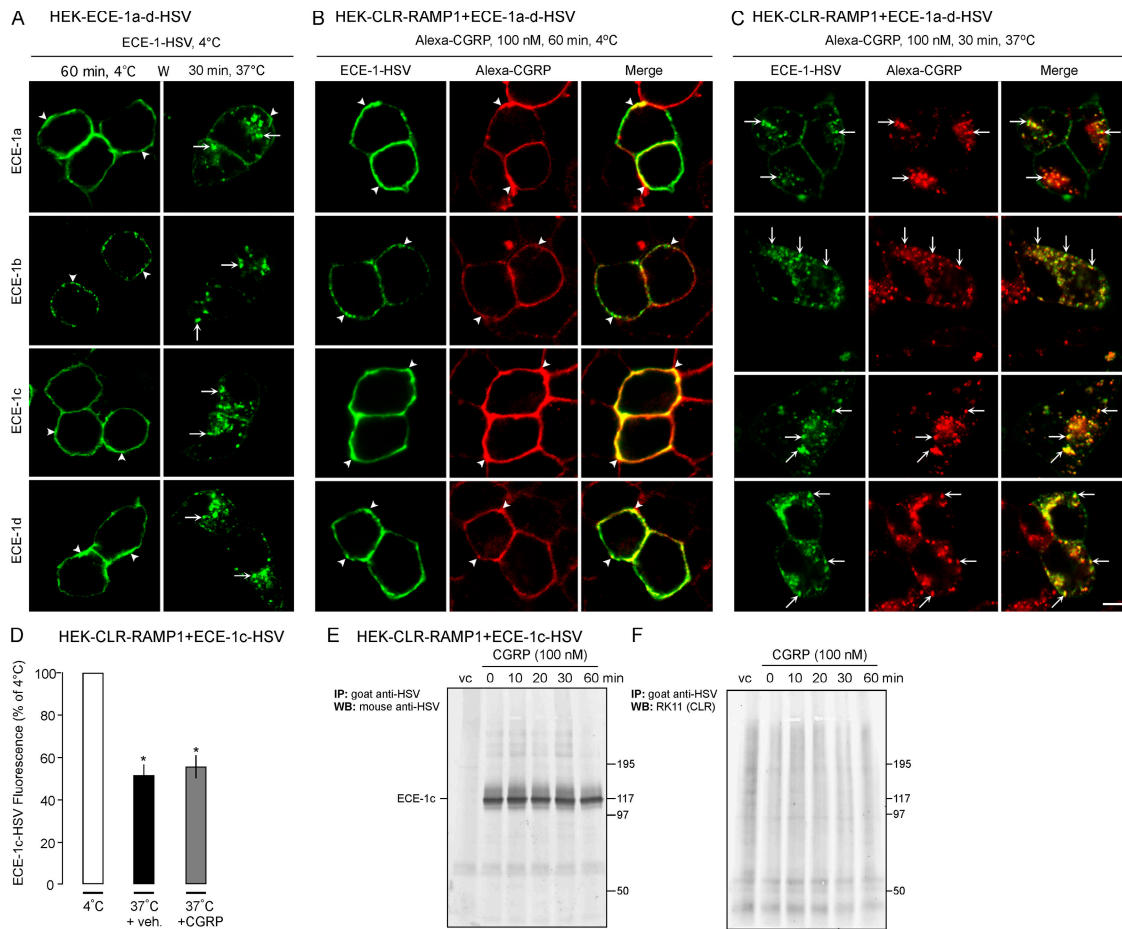 A HEK-ECE-1a-d-HSV
ECE-1-HSV, 4°C
60 min, 4°C W 30 min, 37°C
ECE-1a
ECE-1b
ECE-1c
ECE-1d
B HEK-CLR-RAMP1+ECE-1a-d-HSV
Alexa-CGRP, 100 nM, 60 min, 4°C
ECE-1-HSV Alexa-CGRP Merge
C HEK-CLR-RAMP1+ECE-1a-d-HSV
Alexa-CGRP, 100 nM, 30 min, 37°C
ECE-1-HSV Alexa-CGRP Merge
D HEK-CLR-RAMP1+ECE-1c-HSV
ECE-1c-HSV Fluorescence (% of 4°C)
100
80
60
40
20
0
* *
4°C 37°C 37°C
+ veh. +CGRP
E HEK-CLR-RAMP1+ECE-1c-HSV
CGRP (100 nM)
vc 0 10 20 30 60 min
IP: goat anti-HSV
WB: mouse anti-HSV
195
ECE-1c 117
97
50
F
CGRP (100 nM)
vc 0 10 20 30 60 min
IP: goat anti-HSV
WB: RK11 (CLR)
195
117
97
50